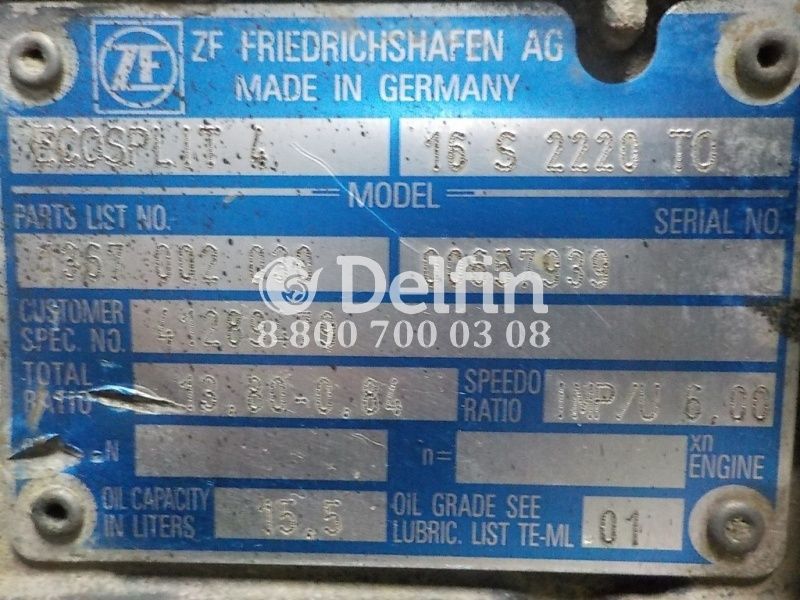 ZF
ZF FRIEDRICHSHAFEN AG
MADE IN GERMANY
ECOSPLIT 4 16 S 2220 TO
MODEL
PARTS LIST NO. SERIAL NO.
Delfin
CUSTOMER
SPEC NO.
8 800 700 03 08
TOTAL
RATIO 13,80-0,84 SPEEDO
RATIO IMP/U 6,00
=N n= xn
ENGINE
OIL CAPACITY
IN LITERS 15,5 OIL GRADE SEE
LUBRIC. LIST TE-ML 01